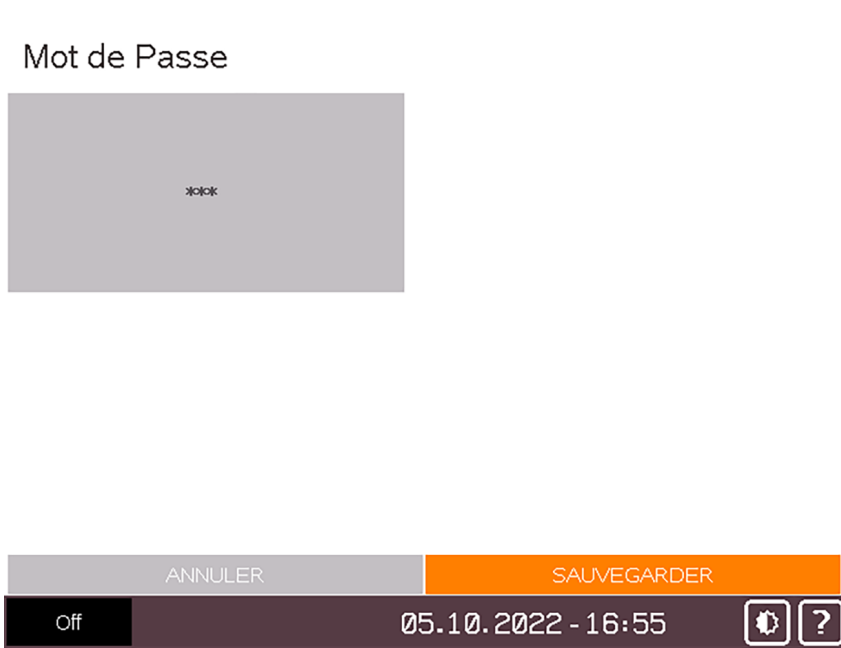 Mot de Passe
***
ANNULER SAUVEGARDER
Off 05.10.2022 - 16:55 ?